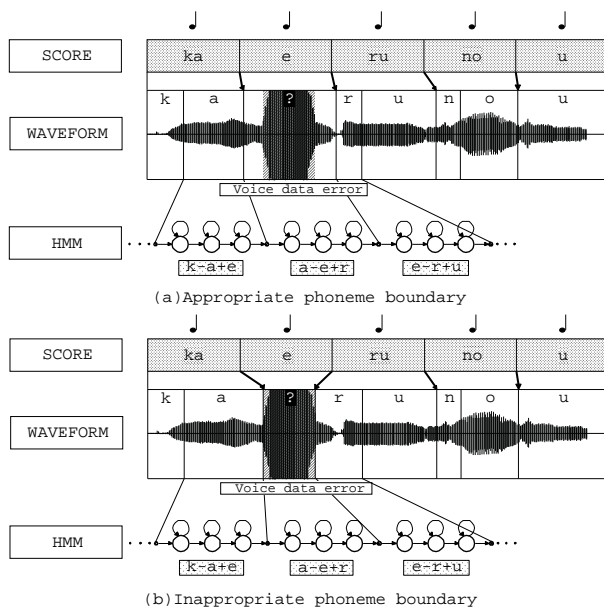 SCORE ka e ru no u
k a ? r u n o u
WAVEFORM
Voice data error
HMM
k-a+e a-e+r e-r+u
(a)Appropriate phoneme boundary
SCORE ka e ru no u
k a ? r u n o u
WAVEFORM
Voice data error
HMM
k-a+e a-e+r e-r+u
(b)Inappropriate phoneme boundary